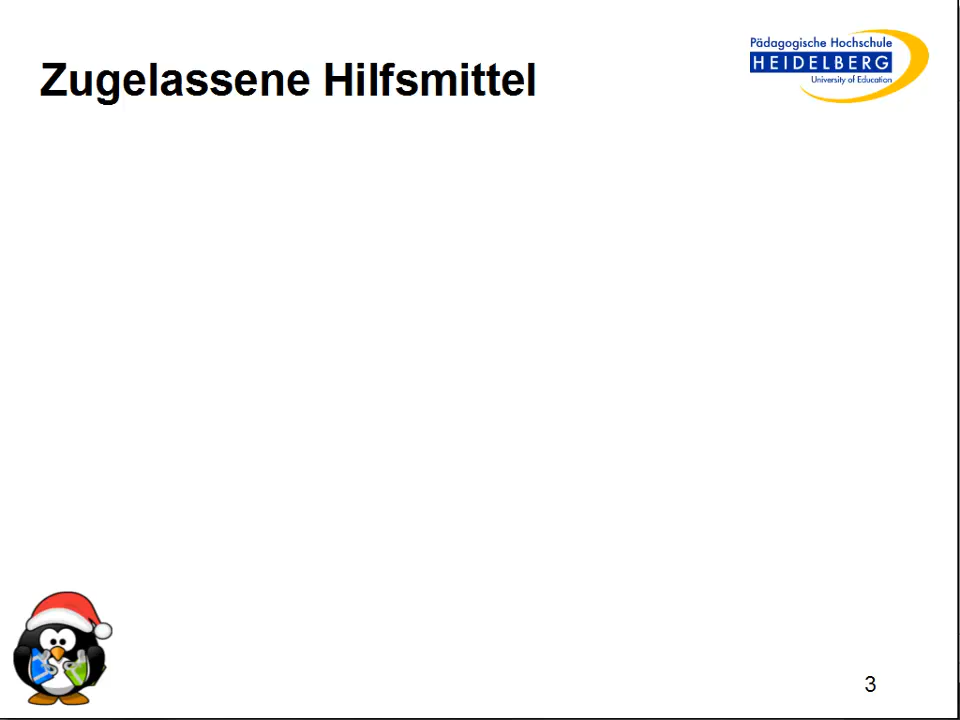 Zugelassene Hilfsmittel
Pädagogische Hochschule
HEIDELBERG
University of Education
3